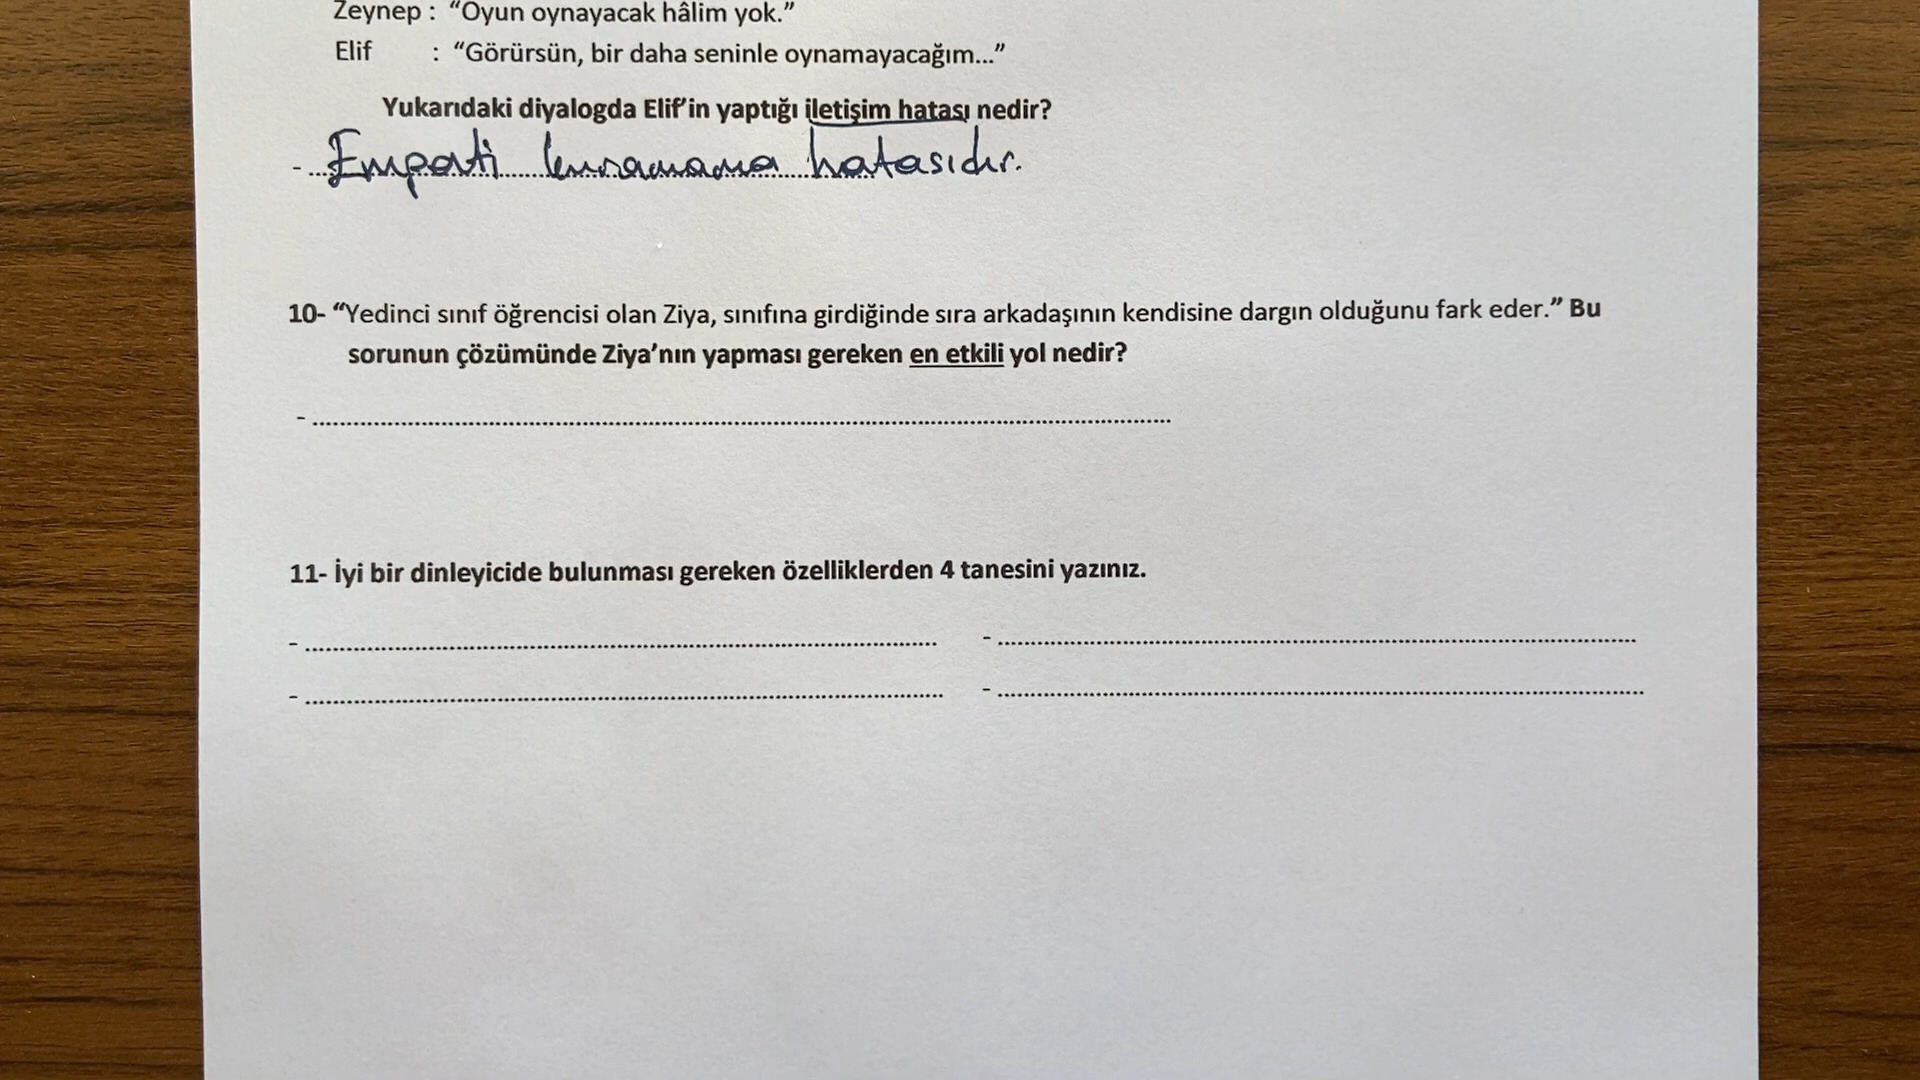 Zeynep : “Oyun oynayacak hâlim yok.”
Elif : “Görürsün, bir daha seninle oynamayacağım...”
Yukarıdaki diyalogda Elif’in yaptığı iletişim hatası nedir?
- Empati kuramama hatasıdır.
10- “Yedinci sınıf öğrencisi olan Ziya, sınıfına girdiğinde sıra arkadaşının kendisine dargın olduğunu fark eder.” Bu
sorunun çözümünde Ziya’nın yapması gereken en etkili yol nedir?
- ....................
11- İyi bir dinleyicide bulunması gereken özelliklerden 4 tanesini yazınız.
- .................... - ....................
- .................... - ....................